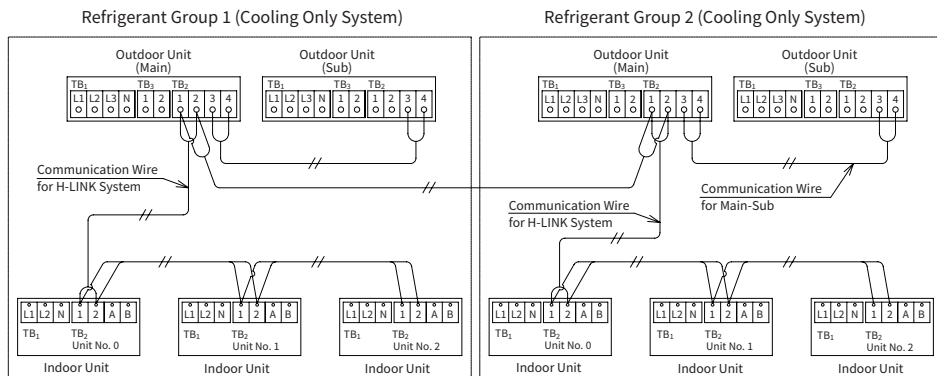 Refrigerant Group 1 (Cooling Only System)
Outdoor Unit
(Main)
Outdoor Unit
(Sub)
TB1 TB3 TB2
L1 L2 L3 N 1 2 1 2 3 4
TB1 TB3 TB2
L1 L2 L3 N 1 2 1 2 3 4
Communication Wire
for H-LINK System
L1 L2 N 1 2 A B
TB1 TB2
Unit No. 0
Indoor Unit
L1 L2 N 1 2 A B
TB1 TB2
Unit No. 1
Indoor Unit
L1 L2 N 1 2 A B
TB1 TB2
Unit No. 2
Indoor Unit
Refrigerant Group 2 (Cooling Only System)
Outdoor Unit
(Main)
Outdoor Unit
(Sub)
TB1 TB3 TB2
L1 L2 L3 N 1 2 1 2 3 4
TB1 TB3 TB2
L1 L2 L3 N 1 2 1 2 3 4
Communication Wire
for Main-Sub
Communication Wire
for H-LINK System
L1 L2 N 1 2 A B
TB1 TB2
Unit No. 0
Indoor Unit
L1 L2 N 1 2 A B
TB1 TB2
Unit No. 1
Indoor Unit
L1 L2 N 1 2 A B
TB1 TB2
Unit No. 2
Indoor Unit